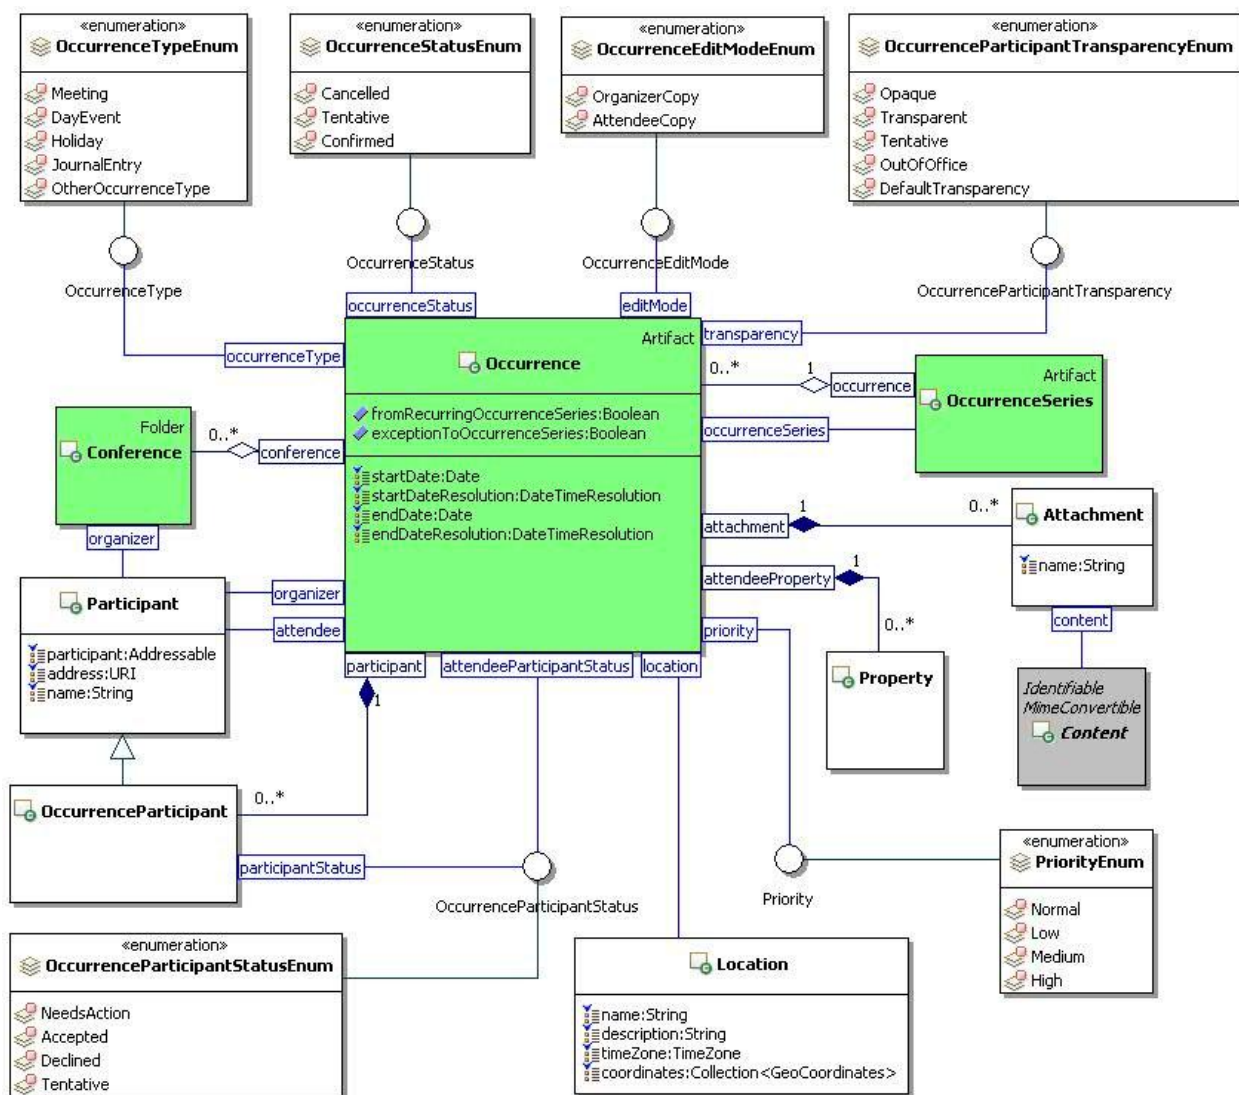 «enumeration»
OccurrenceTypeEnum
Meeting
DayEvent
Holiday
JournalEntry
OtherOccurrenceType
«enumeration»
OccurrenceStatusEnum
Cancelled
Tentative
Confirmed
«enumeration»
OccurrenceEditModeEnum
OrganizerCopy
AttendeeCopy
«enumeration»
OccurrenceParticipantTransparencyEnum
Opaque
Transparent
Tentative
OutOfOffice
DefaultTransparency
OccurrenceType
OccurrenceStatus
OccurrenceEditMode
OccurrenceParticipantTransparency
occurrenceStatus
editMode
occurrenceType
transparency
Artifact
Occurrence
fromRecurringOccurrenceSeries:Boolean
exceptionToOccurrenceSeries:Boolean
startDate:Date
startDateResolution:DateTimeResolution
endDate:Date
endDateResolution:DateTimeResolution
0..*
1
occurrence
occurrenceSeries
Artifact
OccurrenceSeries
Folder
Conference
0..*
conference
organizer
Participant
participant:Addressable
address:URI
name:String
organizer
attendee
attachment
1
0..*
Attachment
name:String
content
Identifiable
MimeConvertible
Content
attendeeProperty
1
0..*
Property
priority
participant
attendeeParticipantStatus
location
1
0..*
OccurrenceParticipant
participantStatus
OccurrenceParticipantStatus
Priority
«enumeration»
PriorityEnum
Normal
Low
Medium
High
«enumeration»
OccurrenceParticipantStatusEnum
NeedsAction
Accepted
Declined
Tentative
Location
name:String
description:String
timeZone:TimeZone
coordinates:Collection<GeoCoordinates>